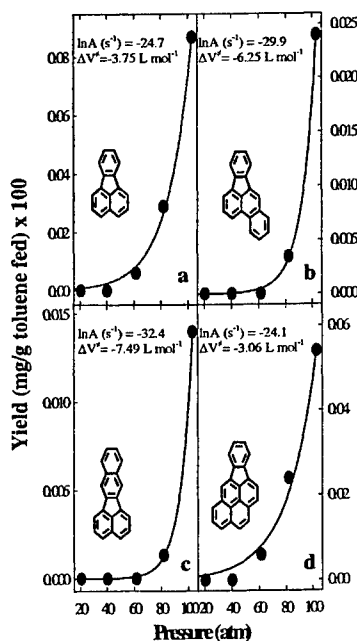 lnA (s⁻¹) = -24.7
ΔV≠= -3.75 L mol⁻¹
lnA (s⁻¹) = -29.9
ΔV≠= -6.25 L mol⁻¹
0.08
0.06
0.04
0.02
0.00
0.025
0.020
0.015
0.010
0.005
0.000
a
b
lnA (s⁻¹) = -32.4
ΔV≠= -7.49 L mol⁻¹
lnA (s⁻¹) = -24.1
ΔV≠= -3.06 L mol⁻¹
0.015
0.010
0.005
0.000
0.06
0.04
0.02
0.00
c
d
20 40 60 80 100
20 40 60 80 100
Pressure (atm)
Yield (mg/g toluene fed) x 100